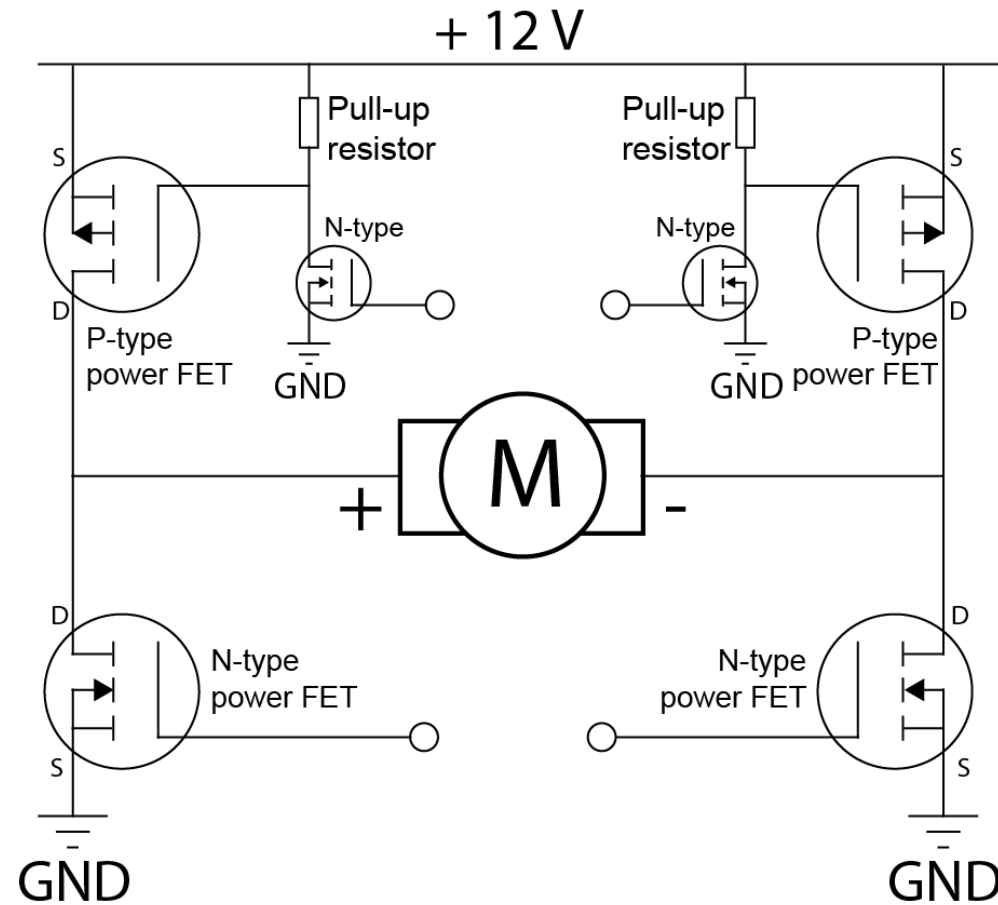 + 12 V
Pull-up
resistor
Pull-up
resistor
S
S
N-type
N-type
D
D
P-type
power FET
P-type
power FET
GND
GND
M
+
-
D
D
N-type
power FET
N-type
power FET
S
S
GND
GND